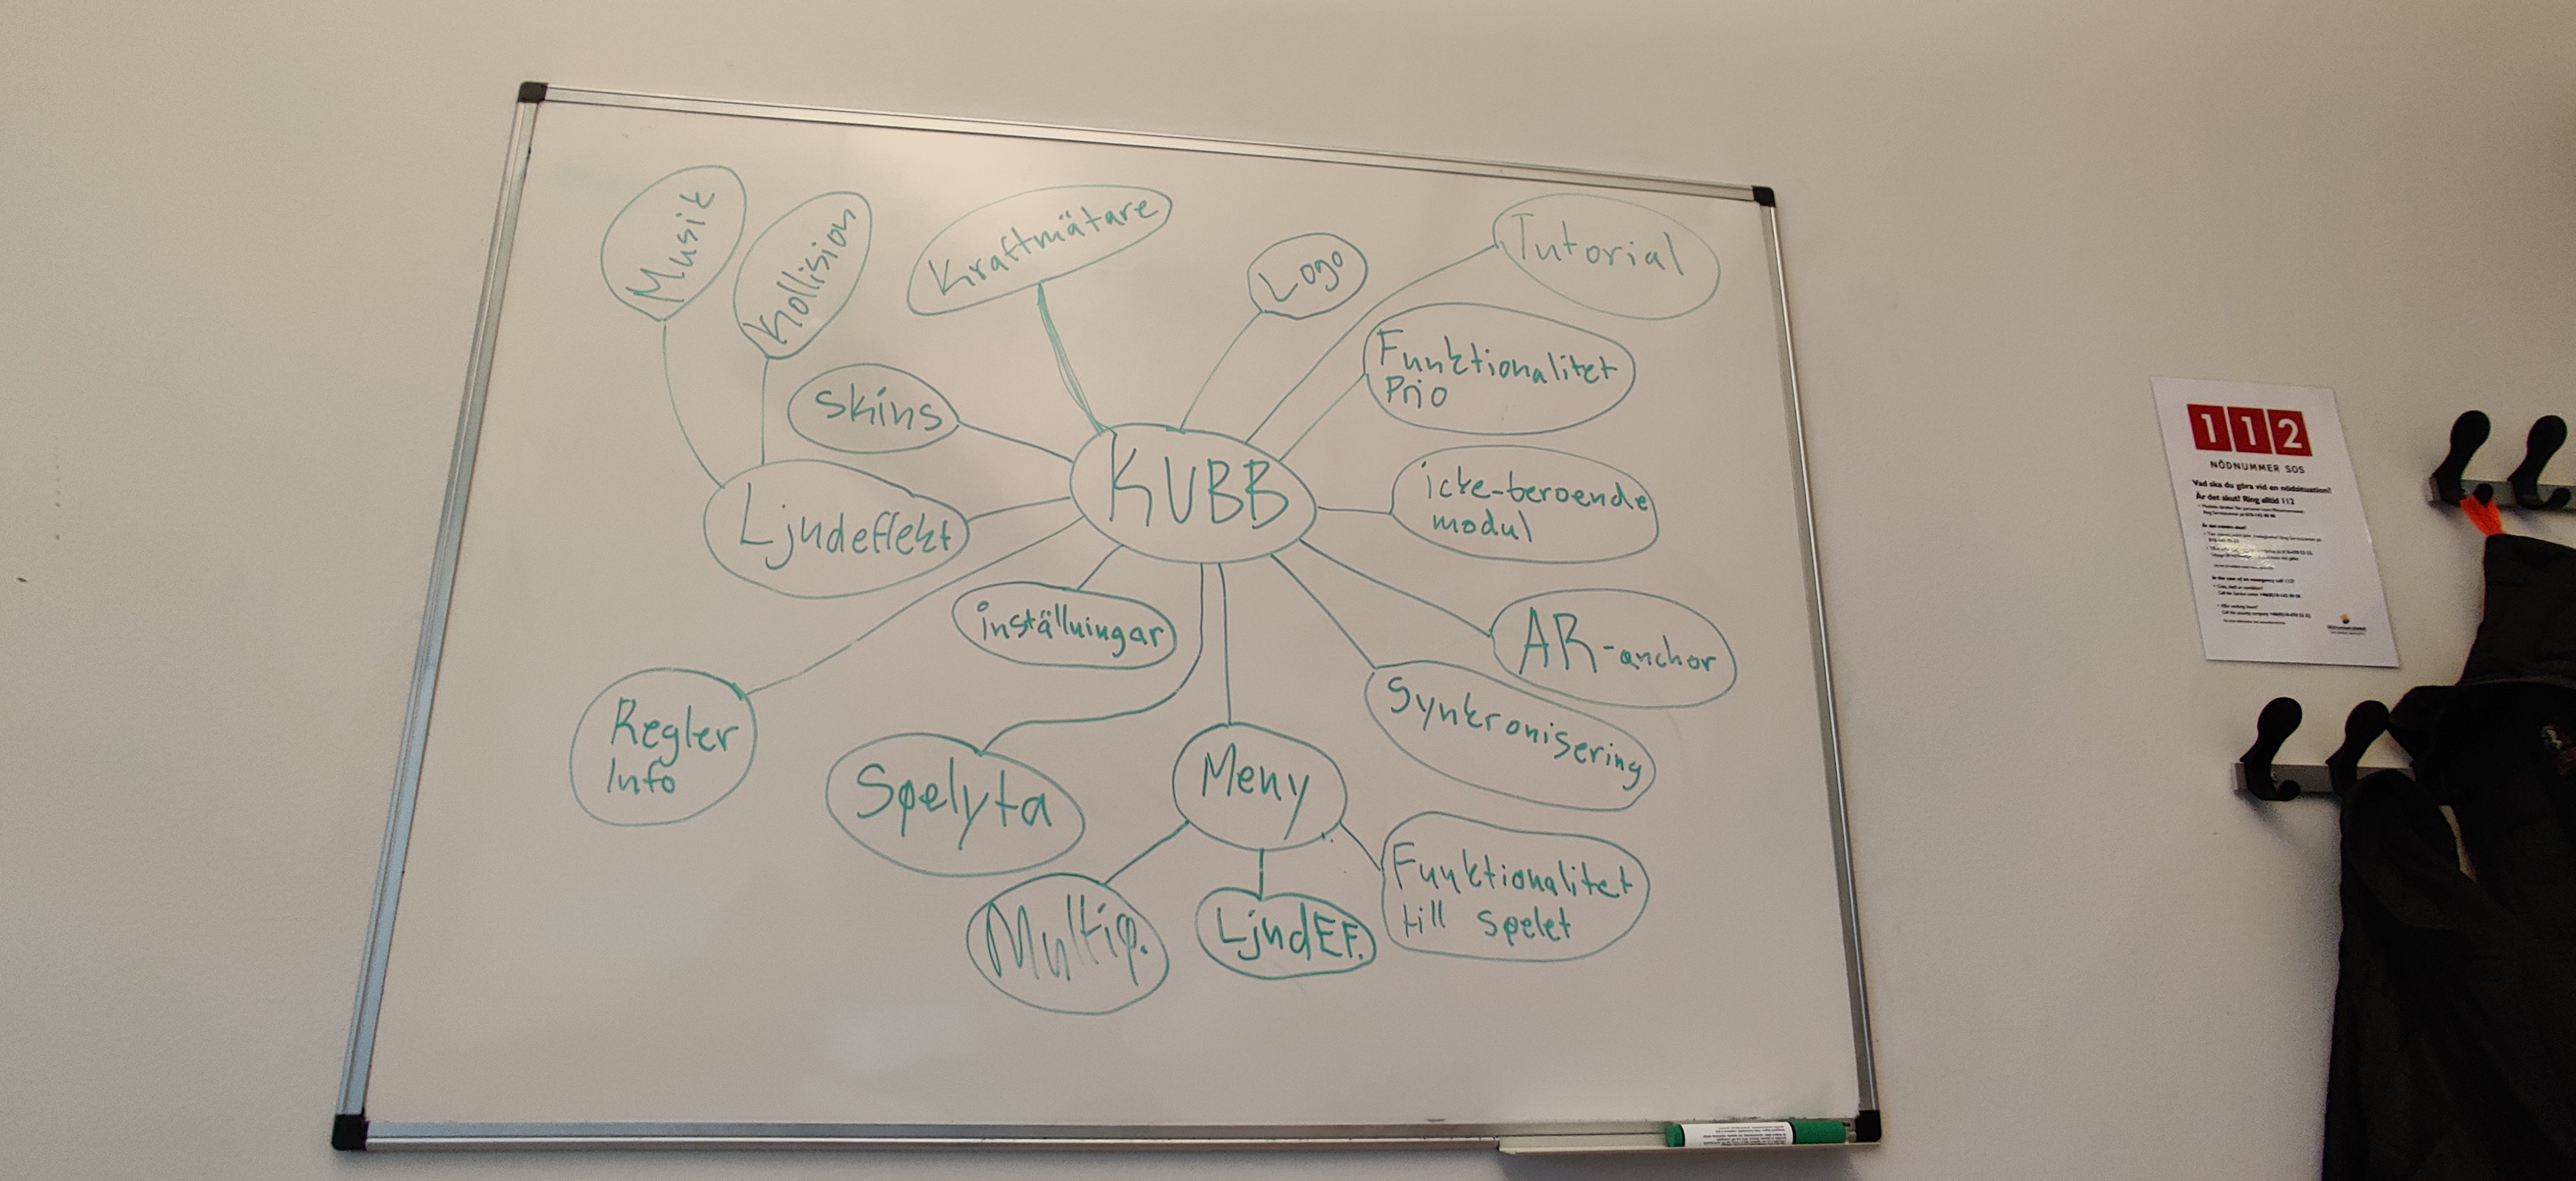 Musik
Kollision
Kraftmätare
Logo
Tutorial
Skins
Funktionalitet
Prio
KUBB
icke-beroende
modul
Ljudeffekt
inställningar
AR-anchor
Regler
Info
Spelyta
Meny
Synkronisering
Multip.
LjudEF.
Funktionalitet
till spelet
112
NÖDNUMMER SOS
Vad ska du göra vid en nödsituation?
Är det akut? Ring alltid 112